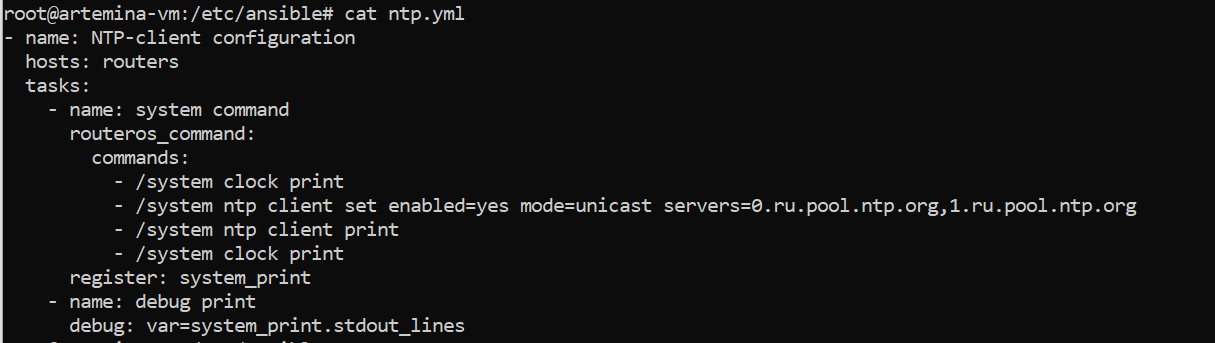 root@artemina-vm:/etc/ansible# cat ntp.yml
- name: NTP-client configuration
  hosts: routers
  tasks:
    - name: system command
      routeros_command:
        commands:
          - /system clock print
          - /system ntp client set enabled=yes mode=unicast servers=0.ru.pool.ntp.org,1.ru.pool.ntp.org
          - /system ntp client print
          - /system clock print
      register: system_print
    - name: debug print
      debug: var=system_print.stdout_lines